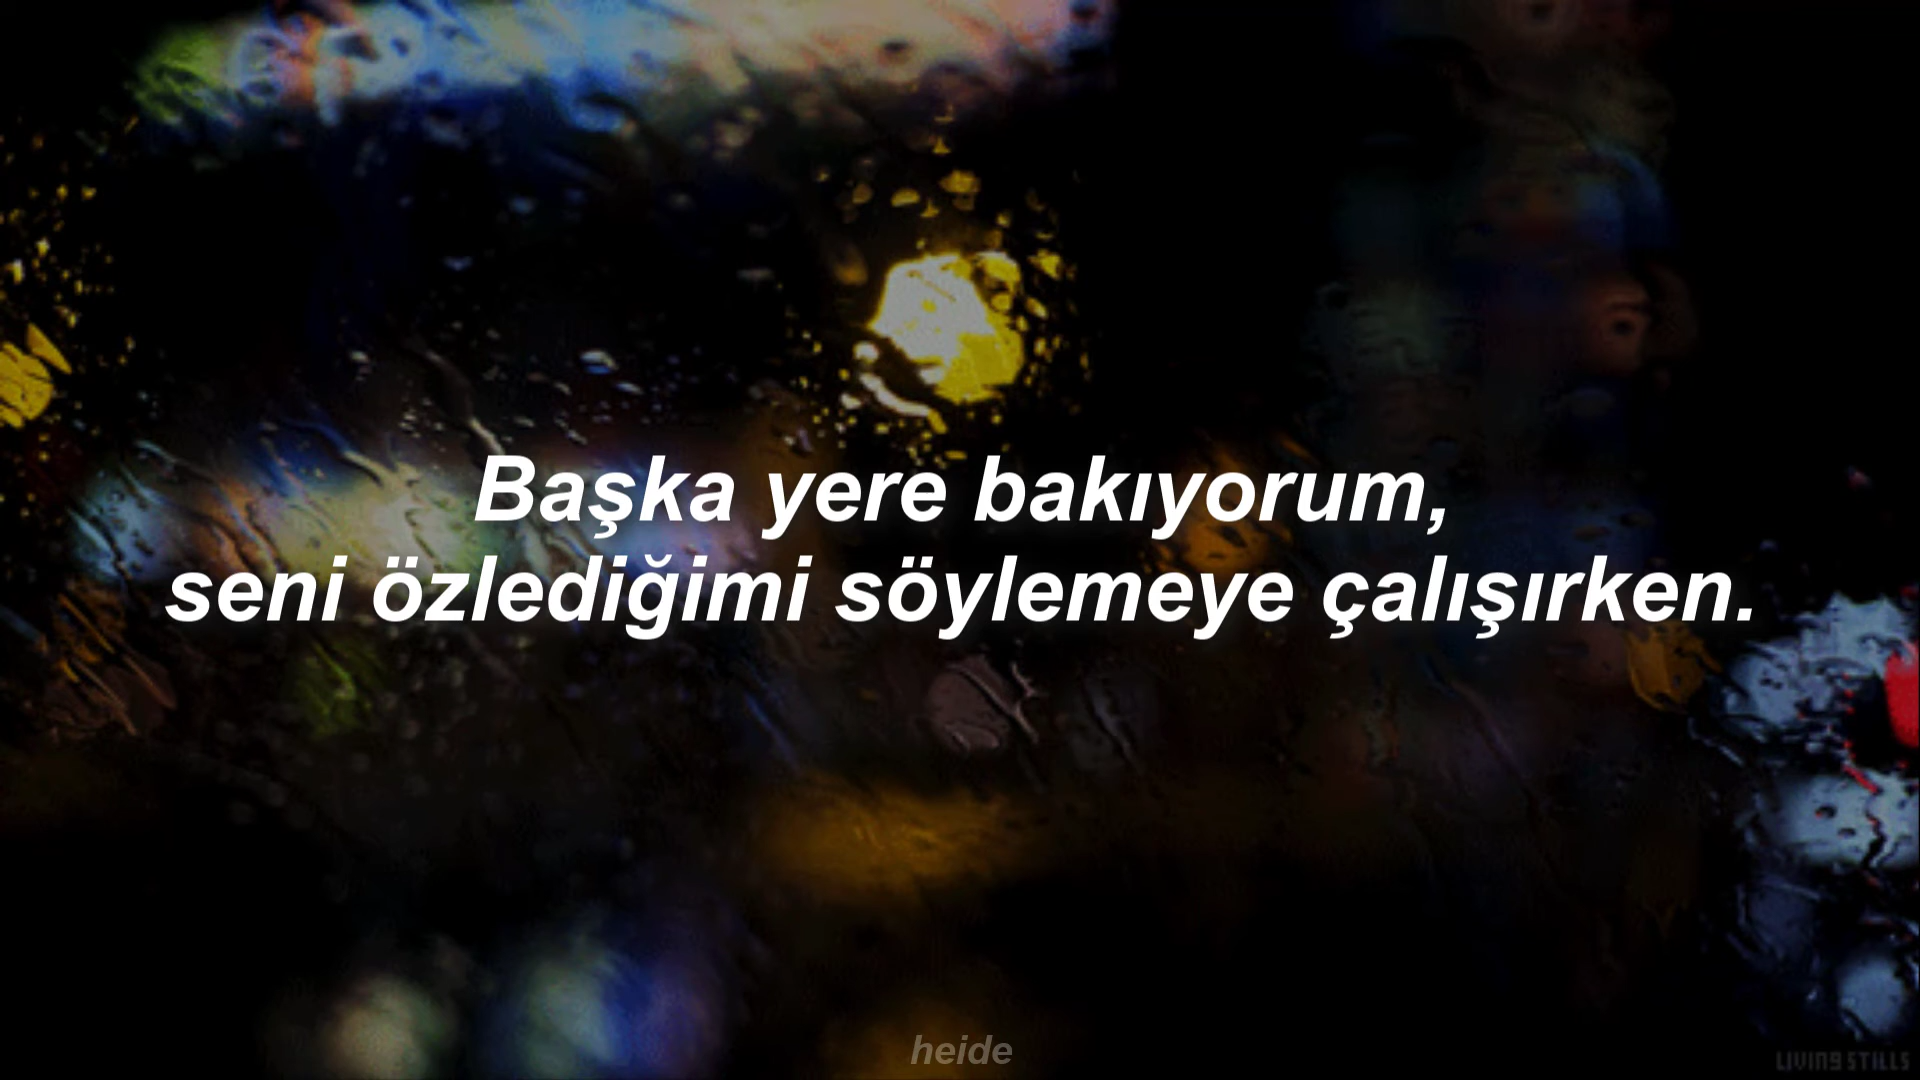 Başka yere bakıyorum,
seni özlediğimi söylemeye çalışırken.
heide
LIVING STILLS